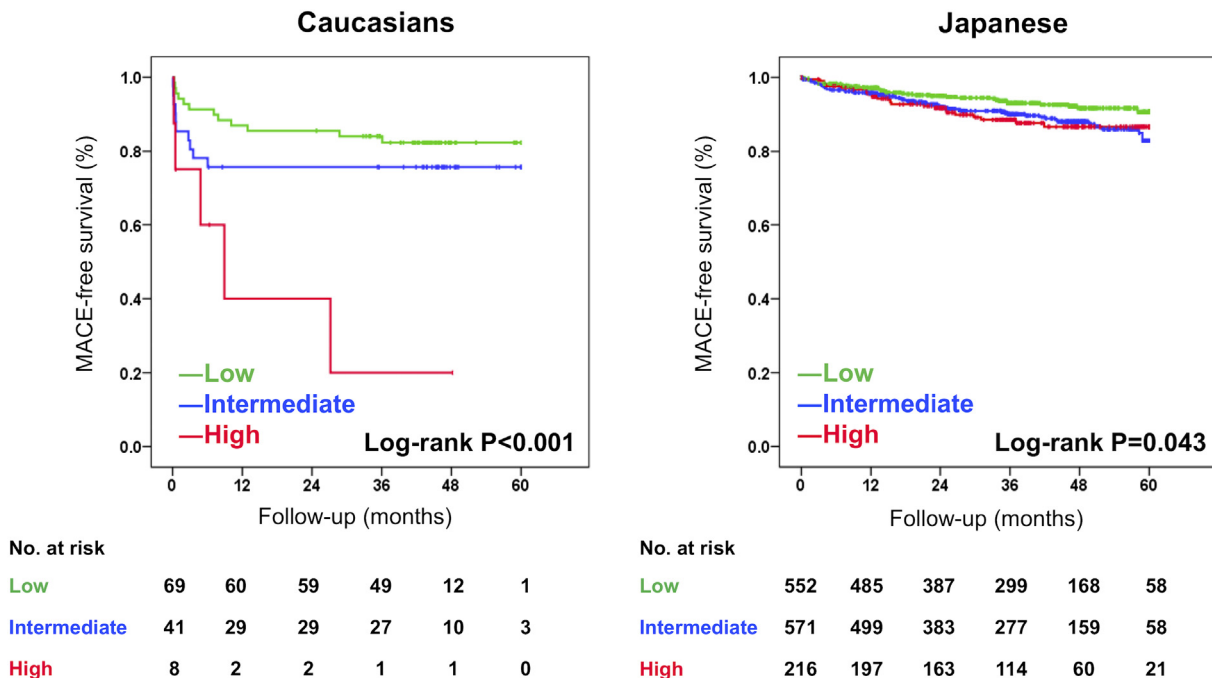 Caucasians
MACE-free survival (%)
1.0
0.8
0.6
0.4
0.2
0.0
Low
Intermediate
High
Log-rank P<0.001
0 12 24 36 48 60
Follow-up (months)
No. at risk
Low 69 60 59 49 12 1
Intermediate 41 29 29 27 10 3
High 8 2 2 1 1 0
Japanese
MACE-free survival (%)
1.0
0.8
0.6
0.4
0.2
0.0
Low
Intermediate
High
Log-rank P=0.043
0 12 24 36 48 60
Follow-up (months)
No. at risk
Low 552 485 387 299 168 58
Intermediate 571 499 383 277 159 58
High 216 197 163 114 60 21